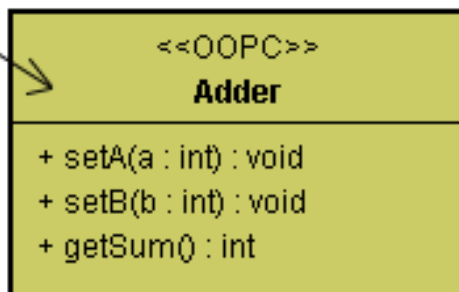 <<OOPC>>
Adder
+ setA(a : int) : void
+ setB(b : int) : void
+ getSum() : int